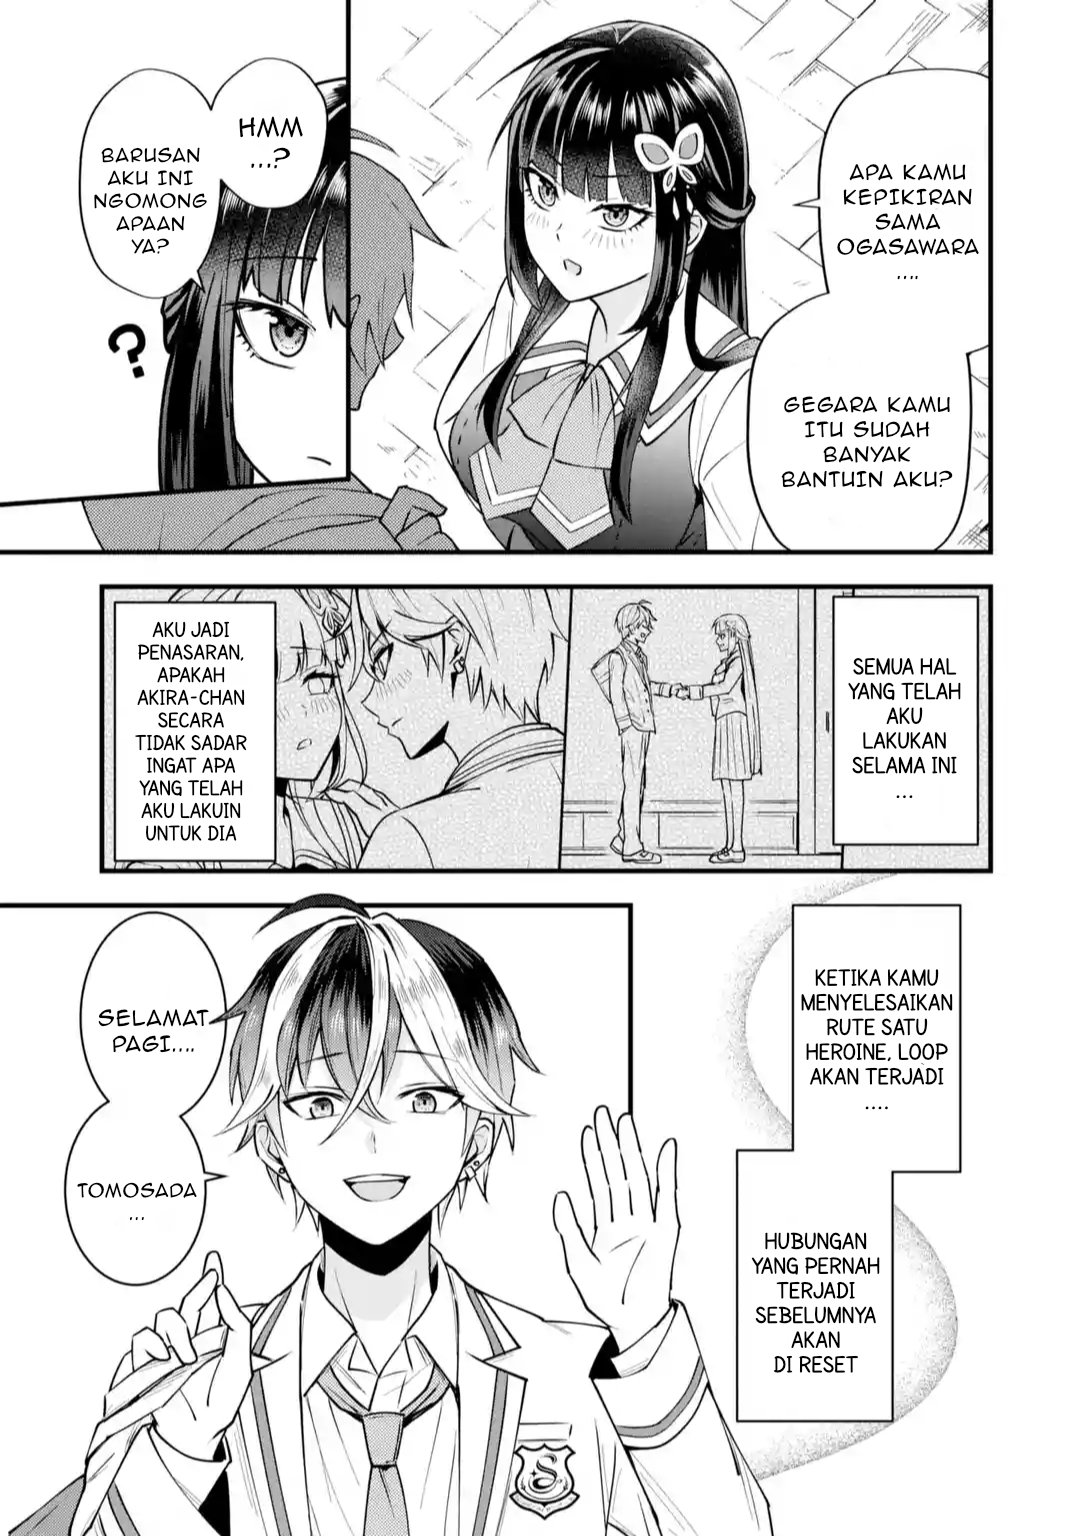 APA KAMU
KEPIKIRAN
SAMA
OGASAWARA
....
GEGARA KAMU
ITU SUDAH
BANYAK
BANTUIN AKU?
HMM
...?
BARUSAN
AKU INI
NGOMONG
APAAN
YA?
?
SEMUA HAL
YANG TELAH
AKU
LAKUKAN
SELAMA INI
...
AKU JADI
PENASARAN,
APAKAH
AKIRA-CHAN
SECARA
TIDAK SADAR
INGAT APA
YANG TELAH
AKU LAKUIN
UNTUK DIA
KETIKA KAMU
MENYELESAIKAN
RUTE SATU
HEROINE, LOOP
AKAN TERJADI
....
HUBUNGAN
YANG PERNAH
TERJADI
SEBELUMNYA
AKAN
DI RESET
SELAMAT
PAGI....
TOMOSADA
...
S